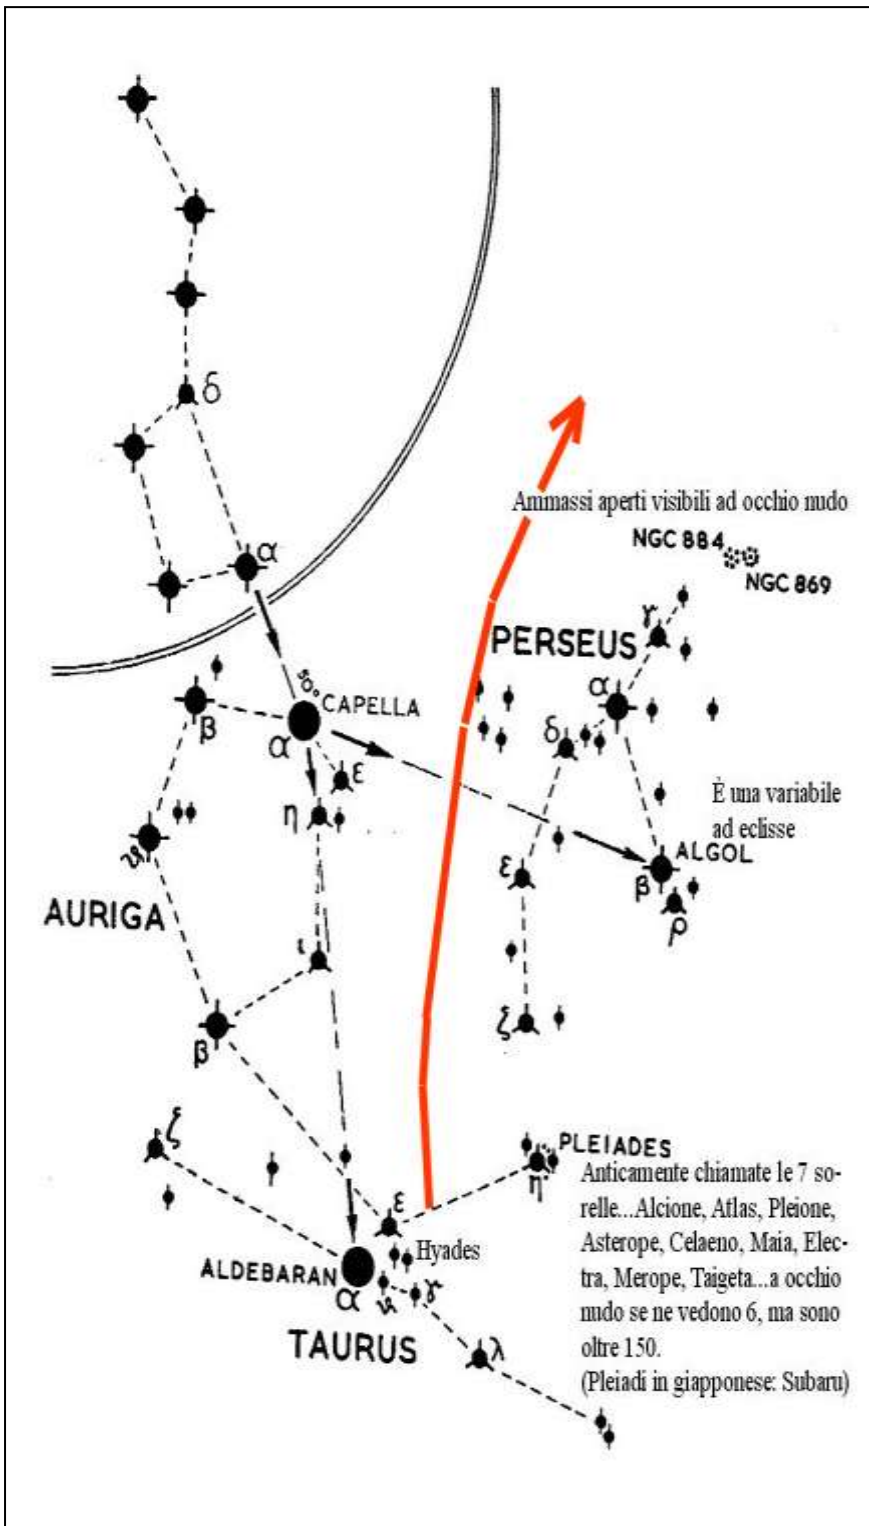 δ
α
50°
CAPELLA
α
β
ε
η
AURIGA
ι
β
Ammassi aperti visibili ad occhio nudo
NGC 884
NGC 869
PERSEUS
γ
α
δ
È una variabile
ad eclisse
ALGOL
β
ρ
ε
ζ
ζ
PLEIADES
η
Anticamente chiamate le 7 so-
relle...Alcione, Atlas, Pleione,
Asterope, Celaeno, Maia, Elec-
tra, Merope, Taigeta...a occhio
nudo se ne vedono 6, ma sono
oltre 150.
(Pleiadi in giapponese: Subaru)
ε
Hyades
ALDEBARAN
α
γ
TAURUS
λ